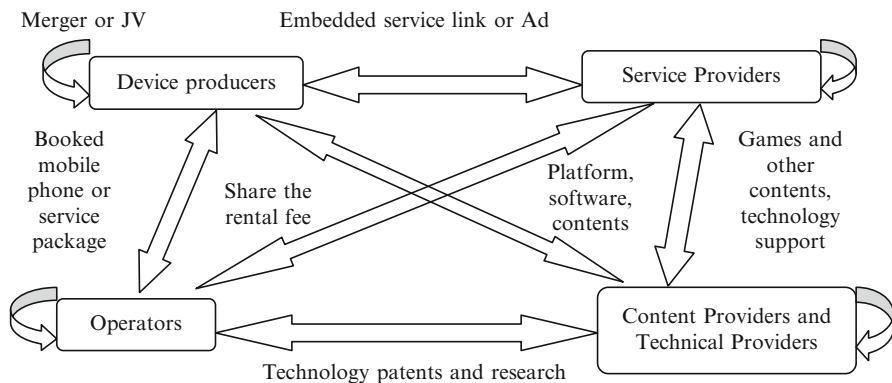 Merger or JV
Embedded service link or Ad
Device producers
Service Providers
Booked
mobile
phone or
service
package
Share the
rental fee
Platform,
software,
contents
Games and
other
contents,
technology
support
Operators
Content Providers and
Technical Providers
Technology patents and research